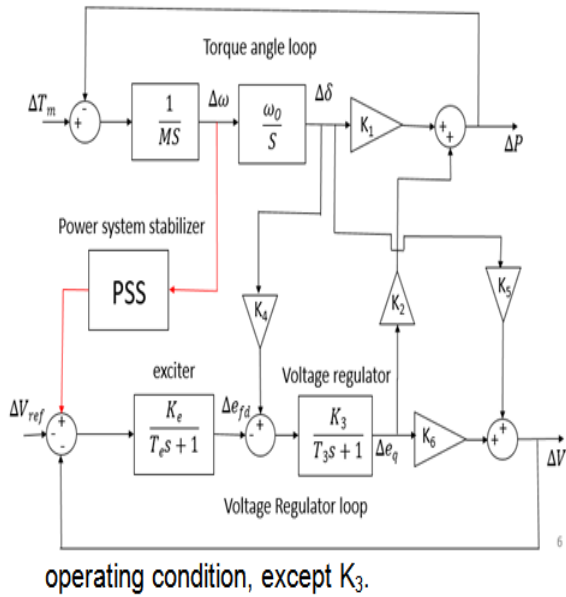 Torque angle loop
ΔT_m
-
+
1
MS
Δω
ω_0
S
Δδ
K_1
+
+
ΔP
Power system stabilizer
PSS
K_4
K_2
K_5
exciter
Voltage regulator
ΔV_ref
-
-
K_e
T_e s + 1
Δe_fd
-
K_3
T_3 s + 1
Δe_q
K_6
+
+
ΔV
Voltage Regulator loop
6
operating condition, except K_3.